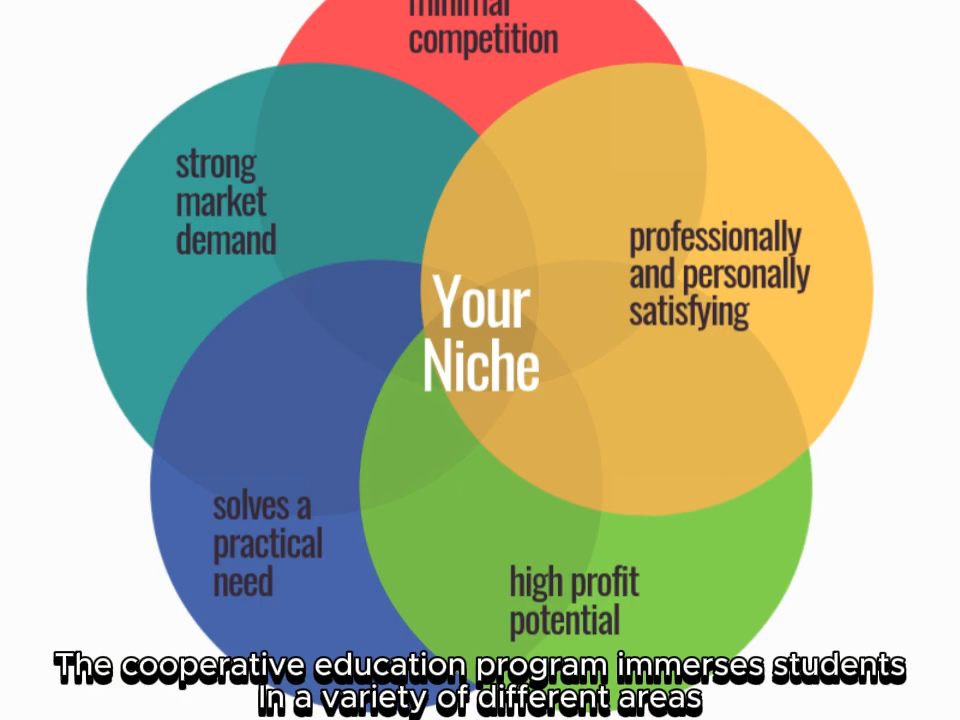 minimal
competition
strong
market
demand
professionally
and personally
satisfying
Your
Niche
solves a
practical
need
high profit
potential
The cooperative education program immerses students
In a variety of different areas